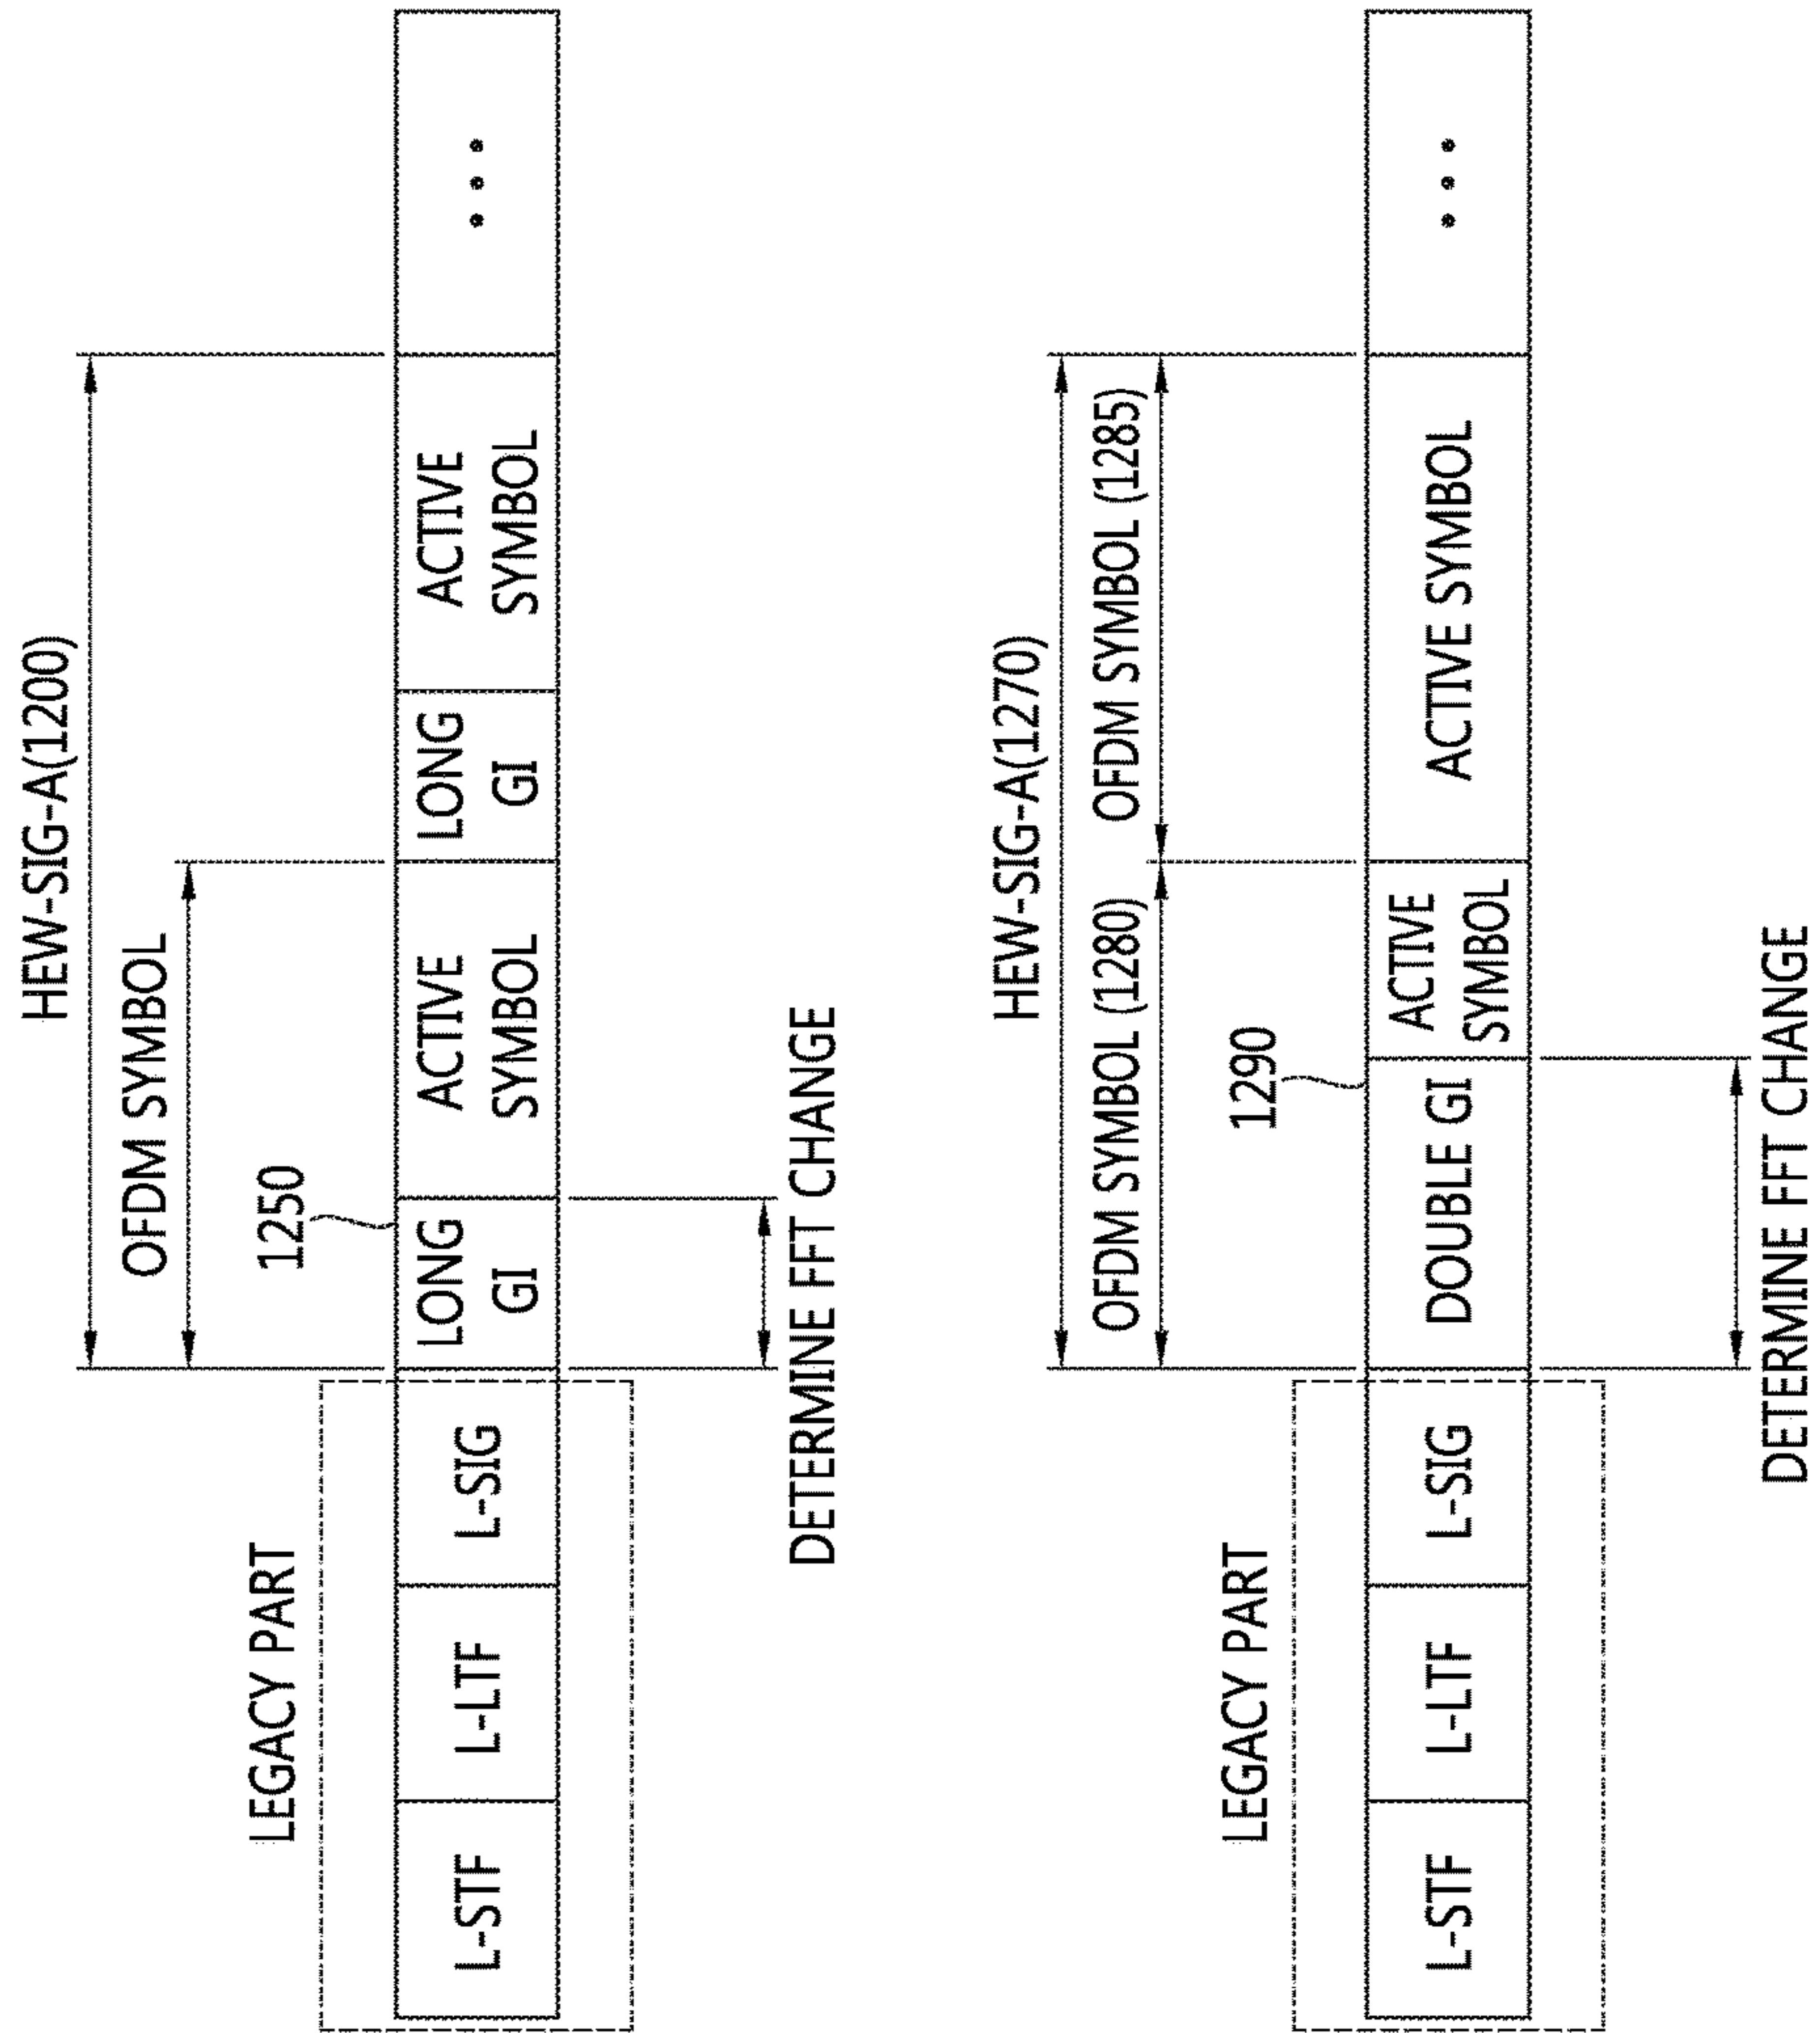 HEW-SIG-A(1200)
OFDM SYMBOL
1250
LEGACY PART
L-STF
L-LTF
L-SIG
LONG
GI
ACTIVE
SYMBOL
LONG
GI
ACTIVE
SYMBOL
• • •
DETERMINE FFT CHANGE
HEW-SIG-A(1270)
OFDM SYMBOL (1280)
OFDM SYMBOL (1285)
1290
LEGACY PART
L-STF
L-LTF
L-SIG
DOUBLE GI
ACTIVE
SYMBOL
ACTIVE SYMBOL
• • •
DETERMINE FFT CHANGE